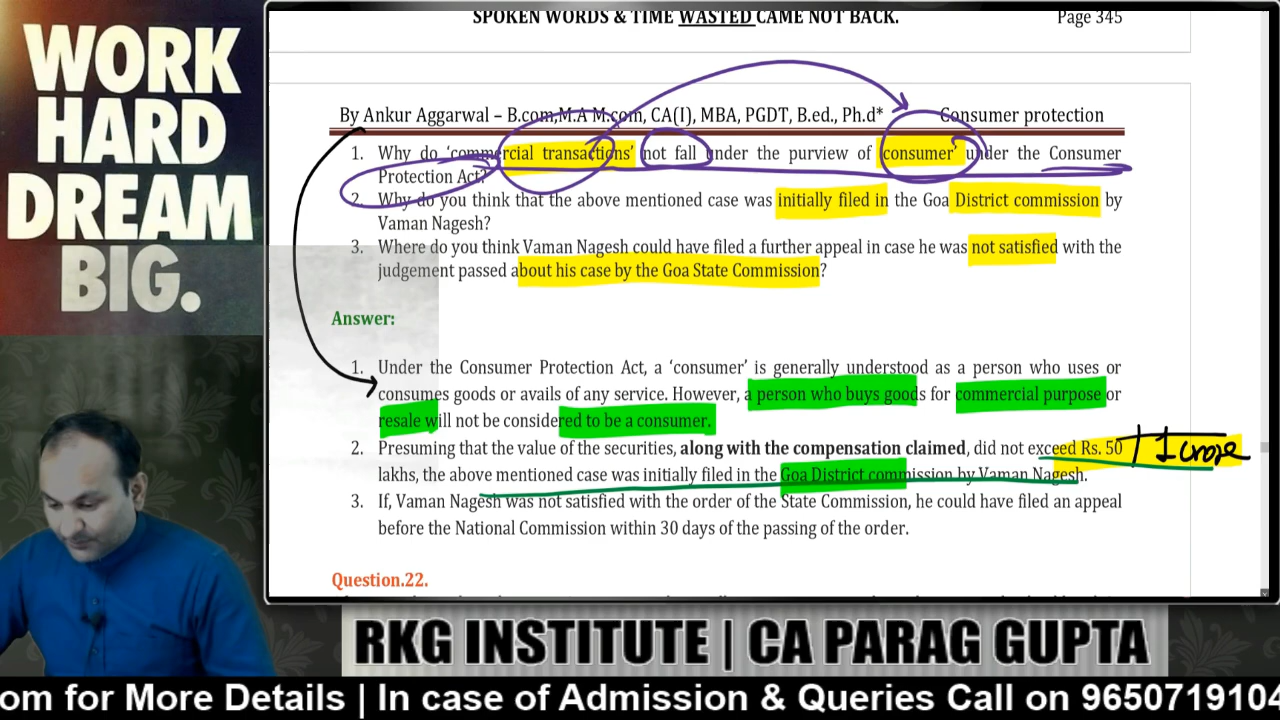 WORK
HARD
DREAM
BIG.
SPOKEN WORDS & TIME WASTED CAME NOT BACK. Page 345
By Ankur Aggarwal – B.com,M.A M.com, CA(I), MBA, PGDT, B.ed., Ph.d* Consumer protection
1. Why do ‘commercial transactions’ not fall under the purview of ‘consumer’ under the Consumer
Protection Act?
2. Why do you think that the above mentioned case was initially filed in the Goa District commission by
Vaman Nagesh?
3. Where do you think Vaman Nagesh could have filed a further appeal in case he was not satisfied with the
judgement passed about his case by the Goa State Commission?
Answer:
1. Under the Consumer Protection Act, a ‘consumer’ is generally understood as a person who uses or
consumes goods or avails of any service. However, a person who buys goods for commercial purpose or
resale will not be considered to be a consumer.
2. Presuming that the value of the securities, along with the compensation claimed, did not exceed Rs. 50 / 1 crore
lakhs, the above mentioned case was initially filed in the Goa District commission by Vaman Nagesh.
3. If, Vaman Nagesh was not satisfied with the order of the State Commission, he could have filed an appeal
before the National Commission within 30 days of the passing of the order.
Question.22.
RKG INSTITUTE | CA PARAG GUPTA
om for More Details | In case of Admission & Queries Call on 9650719104